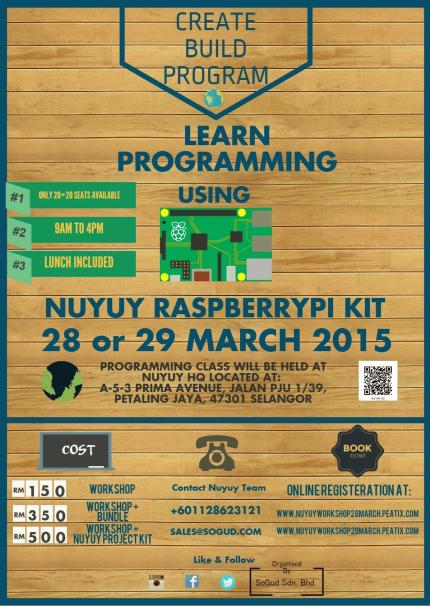 CREATE
BUILD
PROGRAM
LEARN
PROGRAMMING
USING
#1 ONLY 20+20 SEATS AVAILABLE
#2 9AM TO 4PM
#3 LUNCH INCLUDED
NUYUY RASPBERRYPI KIT
28 or 29 MARCH 2015
PROGRAMMING CLASS WILL BE HELD AT
NUYUY HQ LOCATED AT:
A-5-3 PRIMA AVENUE, JALAN PJU 1/39,
PETALING JAYA, 47301 SELANGOR
COST
RM 150 WORKSHOP
RM 350 WORKSHOP +
BUNDLE
RM 500 WORKSHOP +
NUYUY PROJECT KIT
Contact Nuyuy Team
+601128623121
SALES@SOGUD.COM
BOOK
now!
ONLINE REGISTERATION AT:
WWW.NUYUYWORKSHOP28MARCH.PEATIX.COM
WWW.NUYUYWORKSHOP29MARCH.PEATIX.COM
Like & Follow
Organised
By
SoGud Sdn. Bhd.